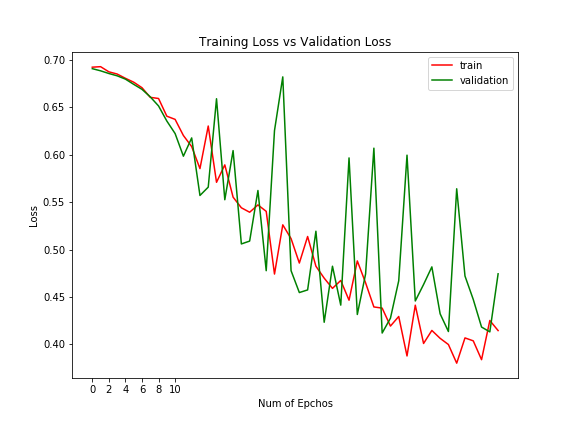 Training Loss vs Validation Loss
train
validation
0.70
0.65
0.60
0.55
0.50
0.45
0.40
Loss
0 2 4 6 8 10
Num of Epchos